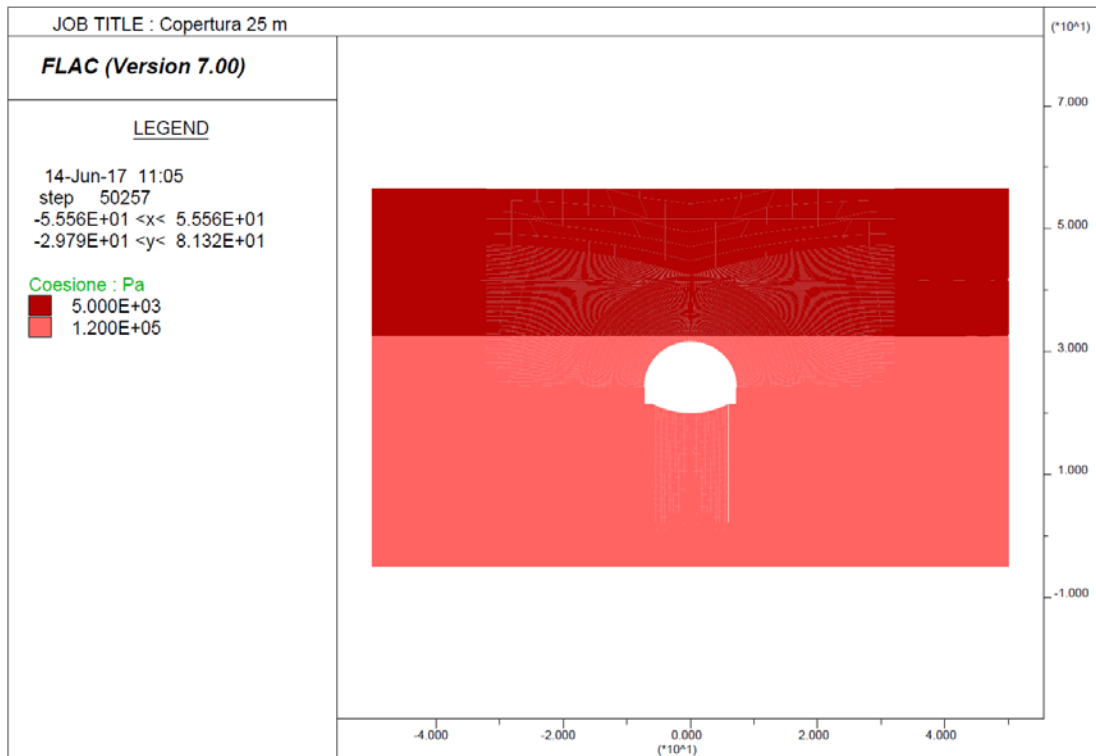 JOB TITLE : Copertura 25 m
(*10^1)
FLAC (Version 7.00)
LEGEND
14-Jun-17 11:05
step 50257
-5.556E+01 <x< 5.556E+01
-2.979E+01 <y< 8.132E+01
Coesione : Pa
5.000E+03
1.200E+05
7.000
5.000
3.000
1.000
-1.000
-4.000 -2.000 0.000 2.000 4.000
(*10^1)